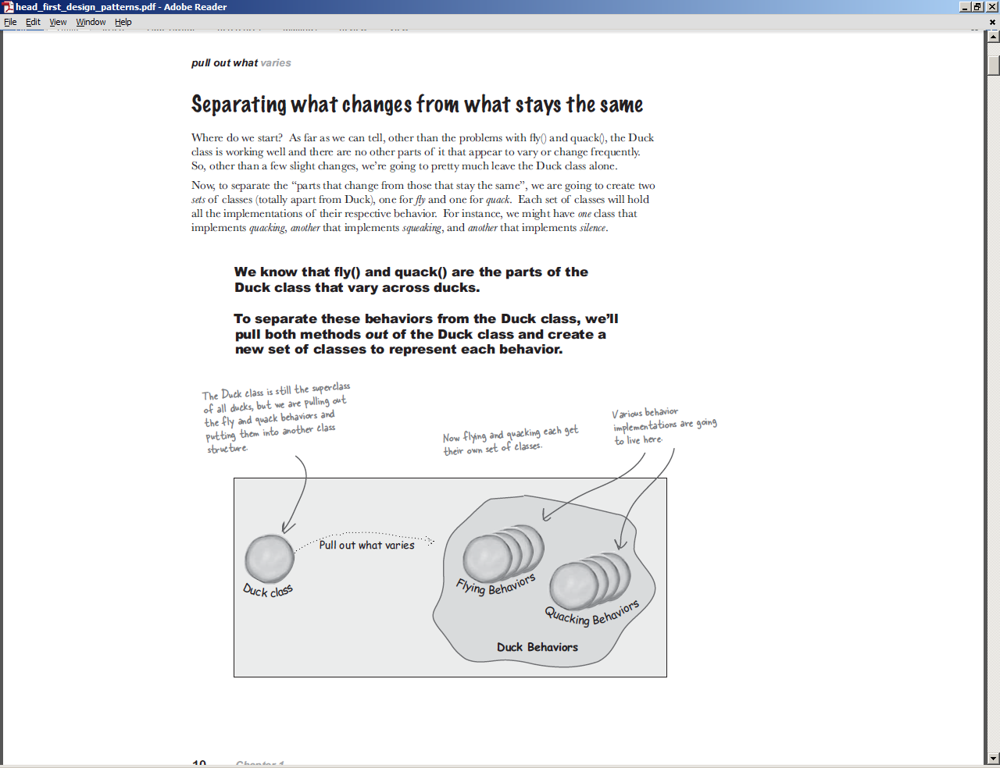 head_first_design_patterns.pdf - Adobe Reader
File Edit View Window Help
pull out what varies
Separating what changes from what stays the same
Where do we start? As far as we can tell, other than the problems with fly() and quack(), the Duck
class is working well and there are no other parts of it that appear to vary or change frequently.
So, other than a few slight changes, we're going to pretty much leave the Duck class alone.
Now, to separate the “parts that change from those that stay the same”, we are going to create two
sets of classes (totally apart from Duck), one for fly and one for quack. Each set of classes will hold
all the implementations of their respective behavior. For instance, we might have one class that
implements quacking, another that implements squeaking, and another that implements silence.
We know that fly() and quack() are the parts of the
Duck class that vary across ducks.
To separate these behaviors from the Duck class, we'll
pull both methods out of the Duck class and create a
new set of classes to represent each behavior.
The Duck class is still the superclass
of all ducks, but we are pulling out
the fly and quack behaviors and
putting them into another class
structure.
Now flying and quacking each get
their own set of classes.
Various behavior
implementations are going
to live here.
Pull out what varies
Duck class
Flying Behaviors
Quacking Behaviors
Duck Behaviors
10 Chapter 1